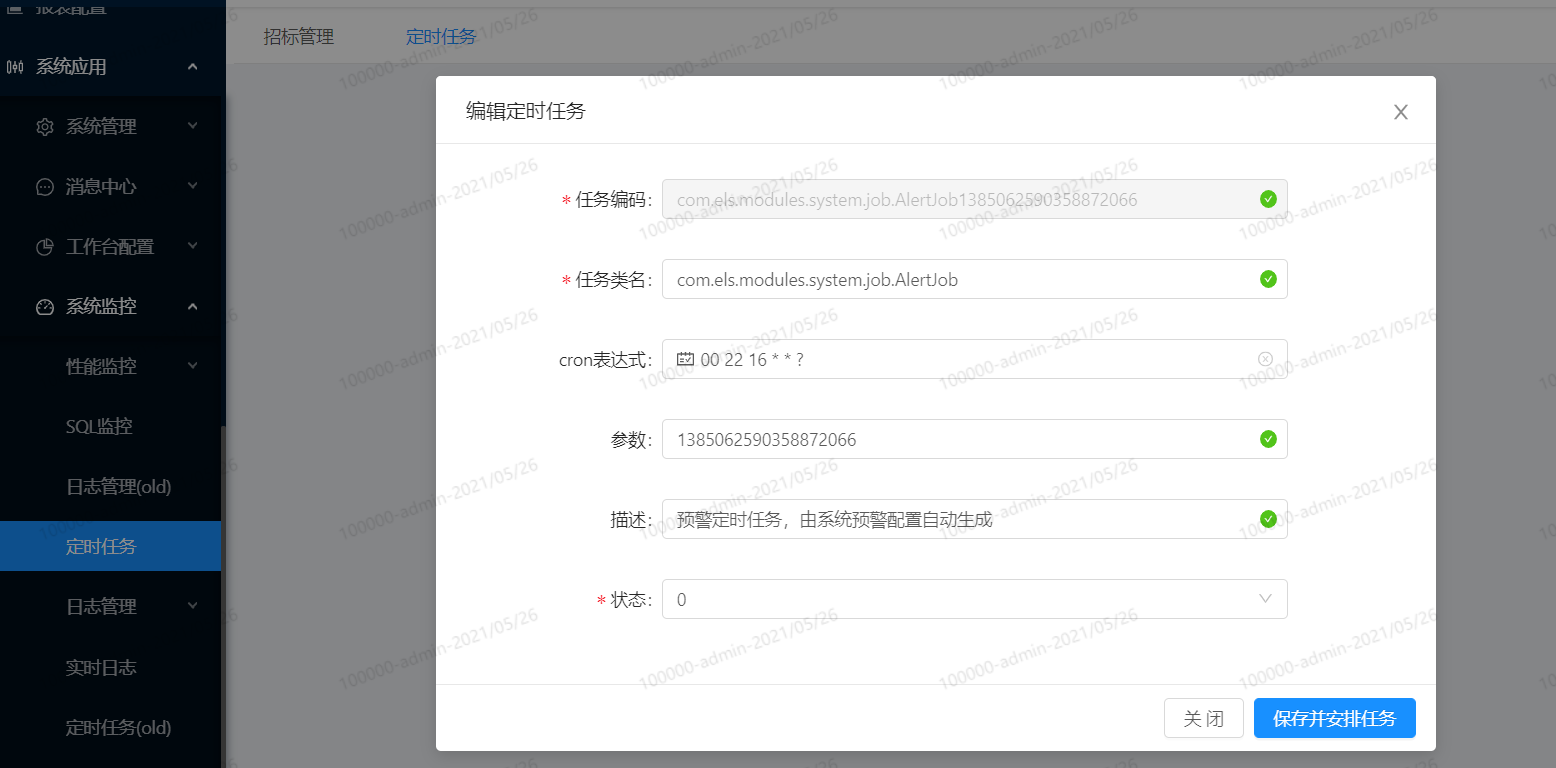 报表配置
系统应用
系统管理
消息中心
工作台配置
系统监控
性能监控
SQL监控
日志管理(old)
定时任务
日志管理
实时日志
定时任务(old)
招标管理
定时任务
编辑定时任务
* 任务编码:
com.els.modules.system.job.AlertJob1385062590358872066
* 任务类名:
com.els.modules.system.job.AlertJob
cron表达式:
00 22 16 * * ?
参数:
1385062590358872066
描述:
预警定时任务，由系统预警配置自动生成
* 状态:
0
关 闭
保存并安排任务
100000-admin-2021/05/26